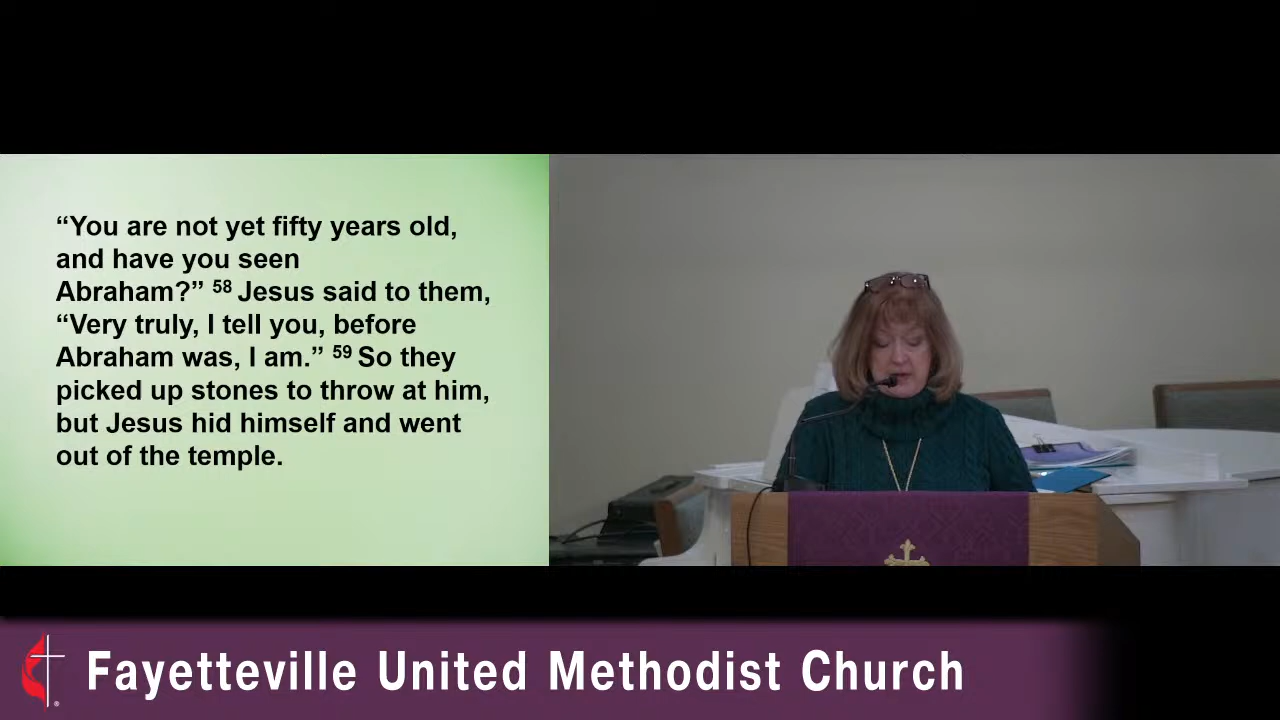 “You are not yet fifty years old,
and have you seen
Abraham?” 58 Jesus said to them,
“Very truly, I tell you, before
Abraham was, I am.” 59 So they
picked up stones to throw at him,
but Jesus hid himself and went
out of the temple.
Fayetteville United Methodist Church
®